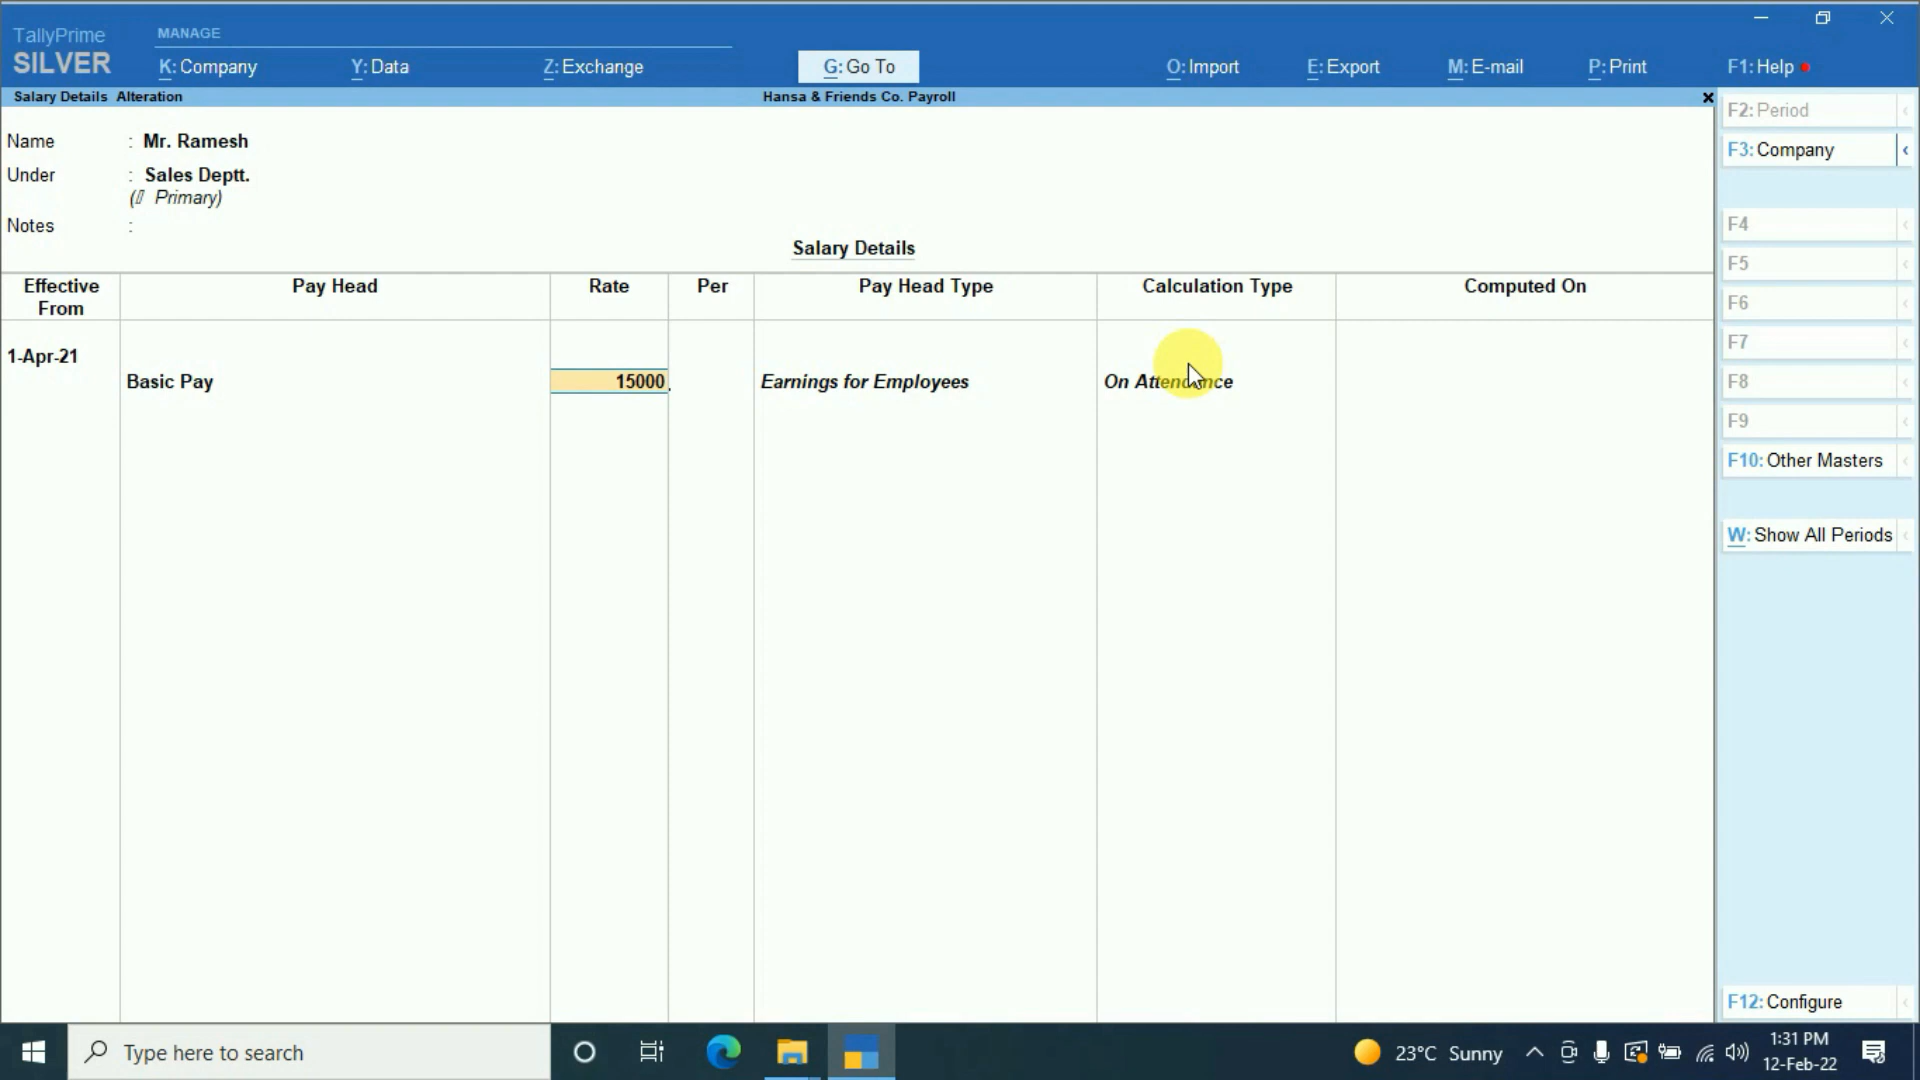 TallyPrime
SILVER
MANAGE
K: Company
Y: Data
Z: Exchange
G: Go To
O: Import
E: Export
M: E-mail
P: Print
F1: Help
Salary Details Alteration
Hansa & Friends Co. Payroll
Name : Mr. Ramesh
Under : Sales Deptt.
( Primary)
Notes :
Salary Details
Effective From
Pay Head
Rate
Per
Pay Head Type
Calculation Type
Computed On
1-Apr-21
Basic Pay 15000 Earnings for Employees On Attendance
F2: Period
F3: Company
F4
F5
F6
F7
F8
F9
F10: Other Masters
W: Show All Periods
F12: Configure
Type here to search
23°C Sunny
1:31 PM
12-Feb-22